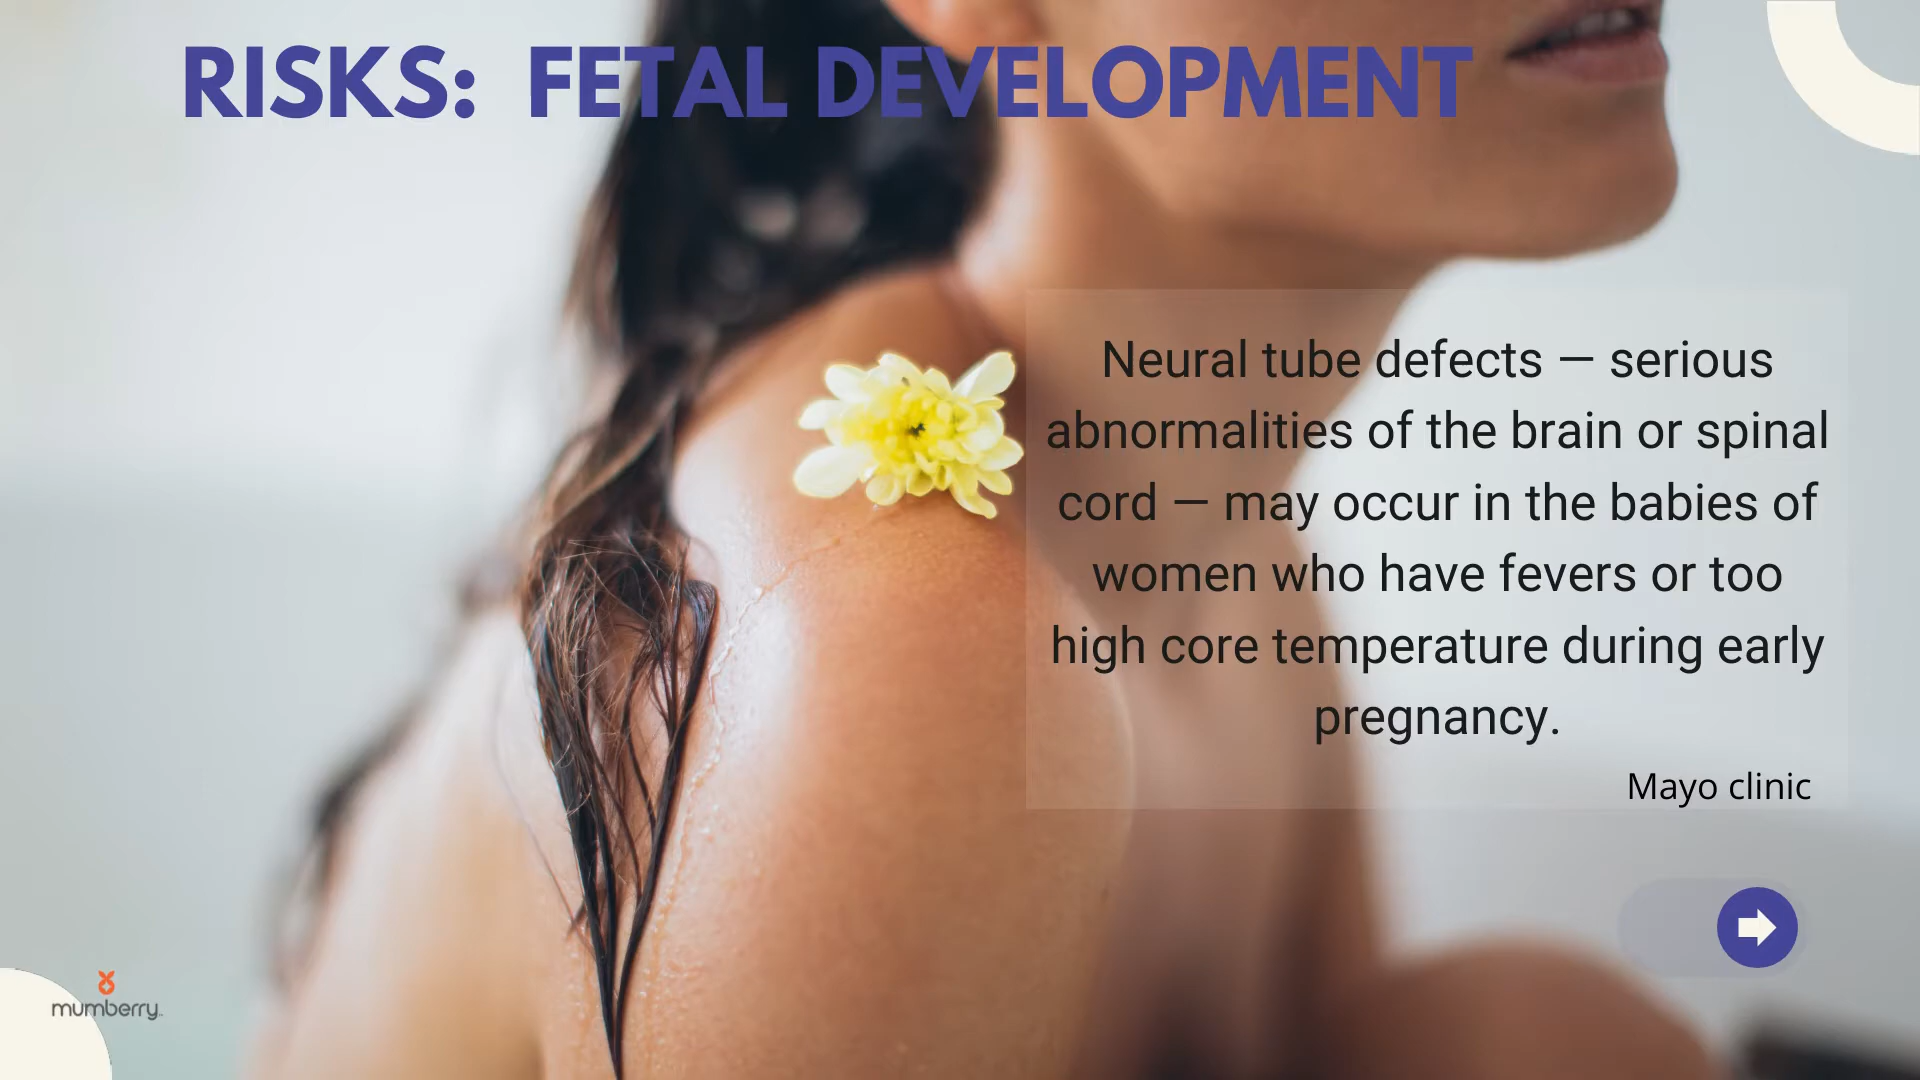 RISKS:  FETAL DEVELOPMENT
Neural tube defects — serious
abnormalities of the brain or spinal
cord — may occur in the babies of
women who have fevers or too
high core temperature during early
pregnancy.
Mayo clinic
mumberry